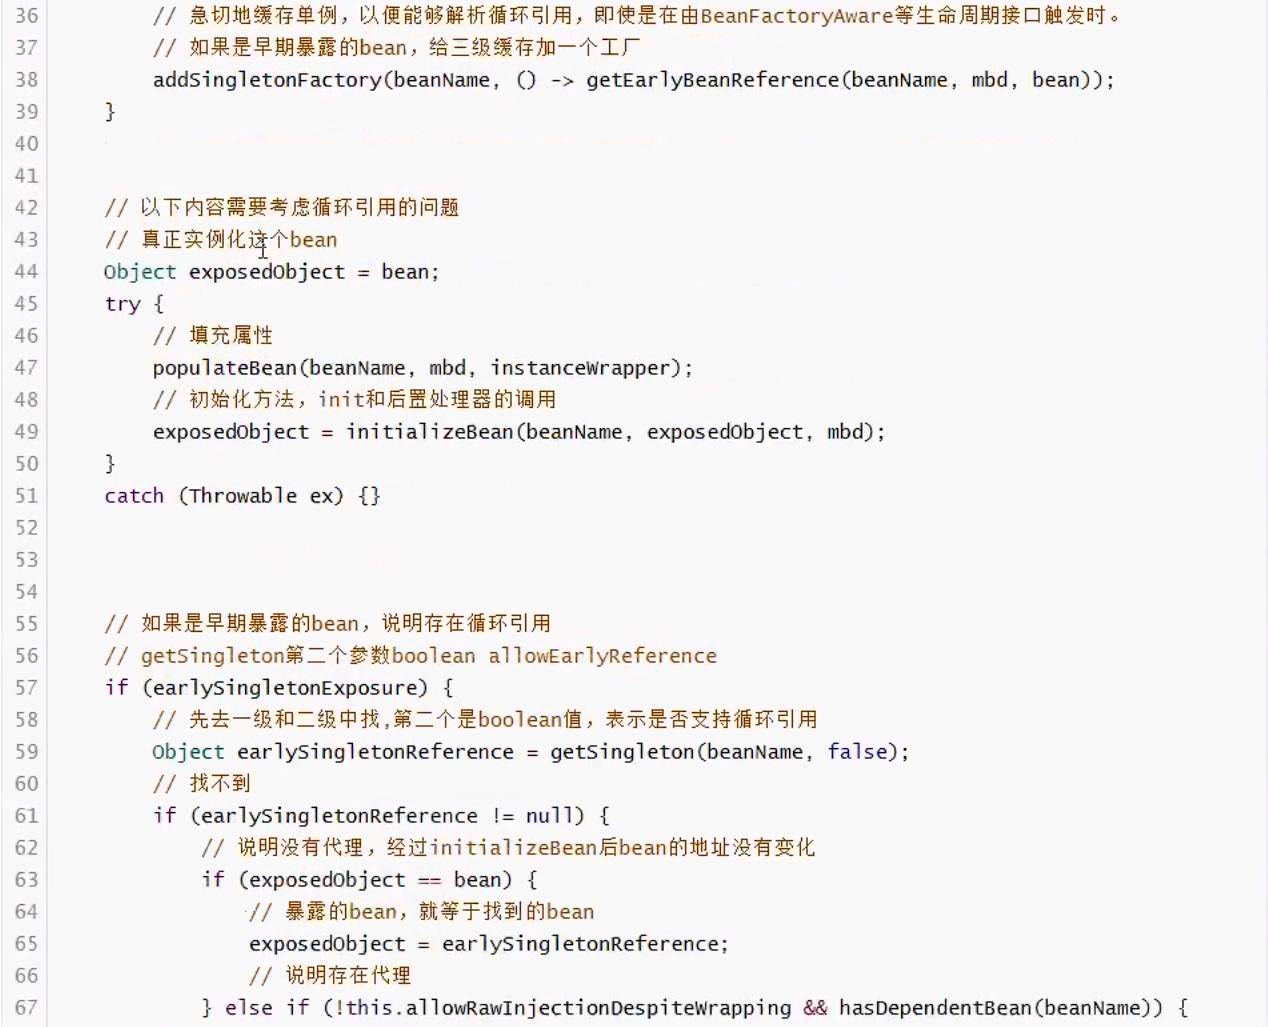 36 // 急切地缓存单例，以便能够解析循环引用，即使是在由BeanFactoryAware等生命周期接口触发时。
37 // 如果是早期暴露的bean，给三级缓存加一个工厂
38 addSingletonFactory(beanName, () -> getEarlyBeanReference(beanName, mbd, bean));
39 }
40
41
42 // 以下内容需要考虑循环引用的问题
43 // 真正实例化这个bean
44 Object exposedObject = bean;
45 try {
46 // 填充属性
47 populateBean(beanName, mbd, instanceWrapper);
48 // 初始化方法，init和后置处理器的调用
49 exposedObject = initializeBean(beanName, exposedObject, mbd);
50 }
51 catch (Throwable ex) {}
52
53
54
55 // 如果是早期暴露的bean，说明存在循环引用
56 // getSingleton第二个参数boolean allowEarlyReference
57 if (earlySingletonExposure) {
58 // 先去一级和二级中找,第二个是boolean值，表示是否支持循环引用
59 Object earlySingletonReference = getSingleton(beanName, false);
60 // 找不到
61 if (earlySingletonReference != null) {
62 // 说明没有代理，经过initializeBean后bean的地址没有变化
63 if (exposedObject == bean) {
64 // 暴露的bean，就等于找到的bean
65 exposedObject = earlySingletonReference;
66 // 说明存在代理
67 } else if (!this.allowRawInjectionDespiteWrapping && hasDependentBean(beanName)) {